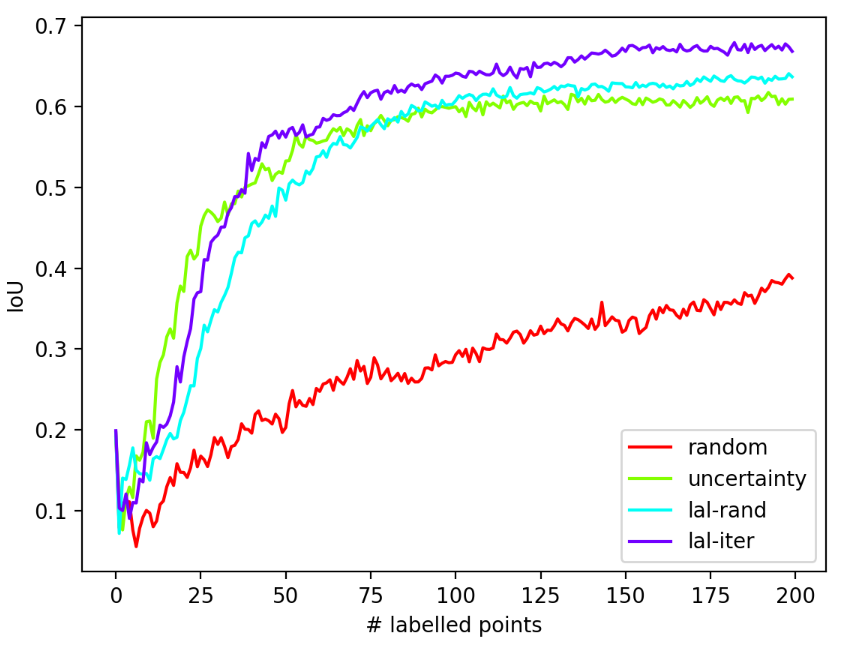 0.7
0.6
0.5
0.4
0.3
0.2
0.1
IoU
random
uncertainty
lal-rand
lal-iter
0 25 50 75 100 125 150 175 200
# labelled points